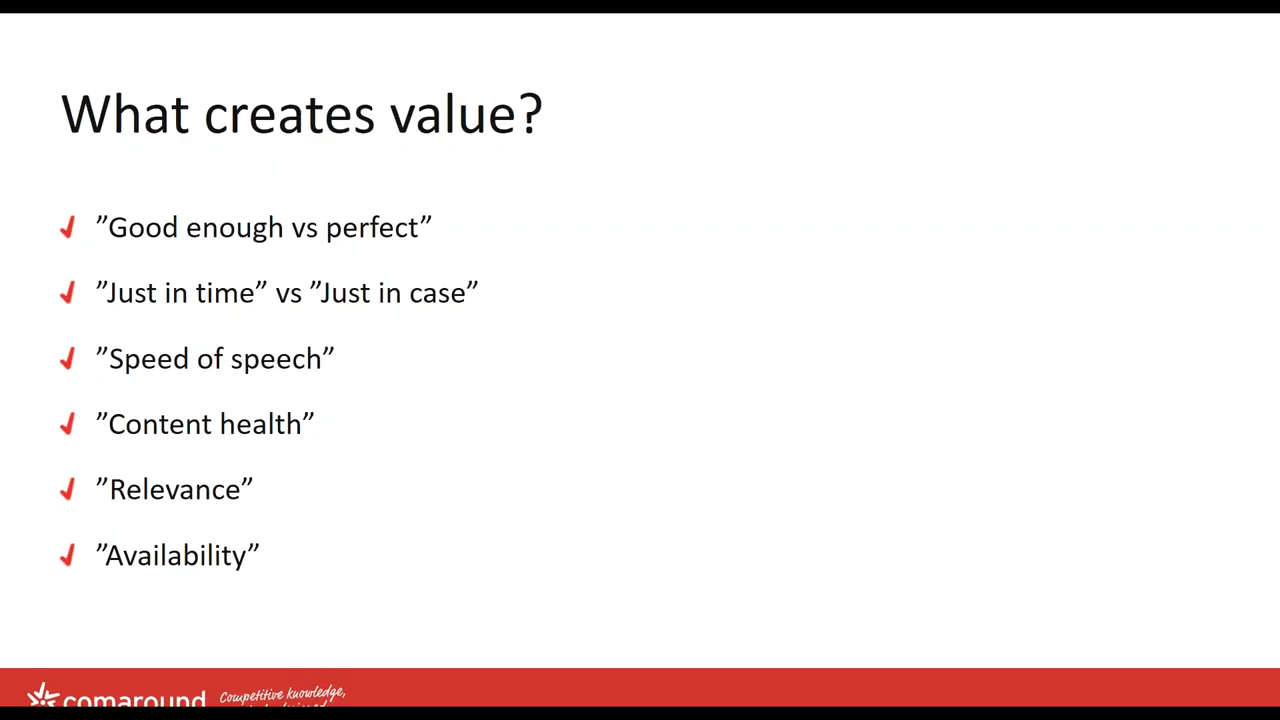 What creates value?
”Good enough vs perfect”
”Just in time” vs ”Just in case”
”Speed of speech”
”Content health”
”Relevance”
”Availability”
comaround
Competitive knowledge,